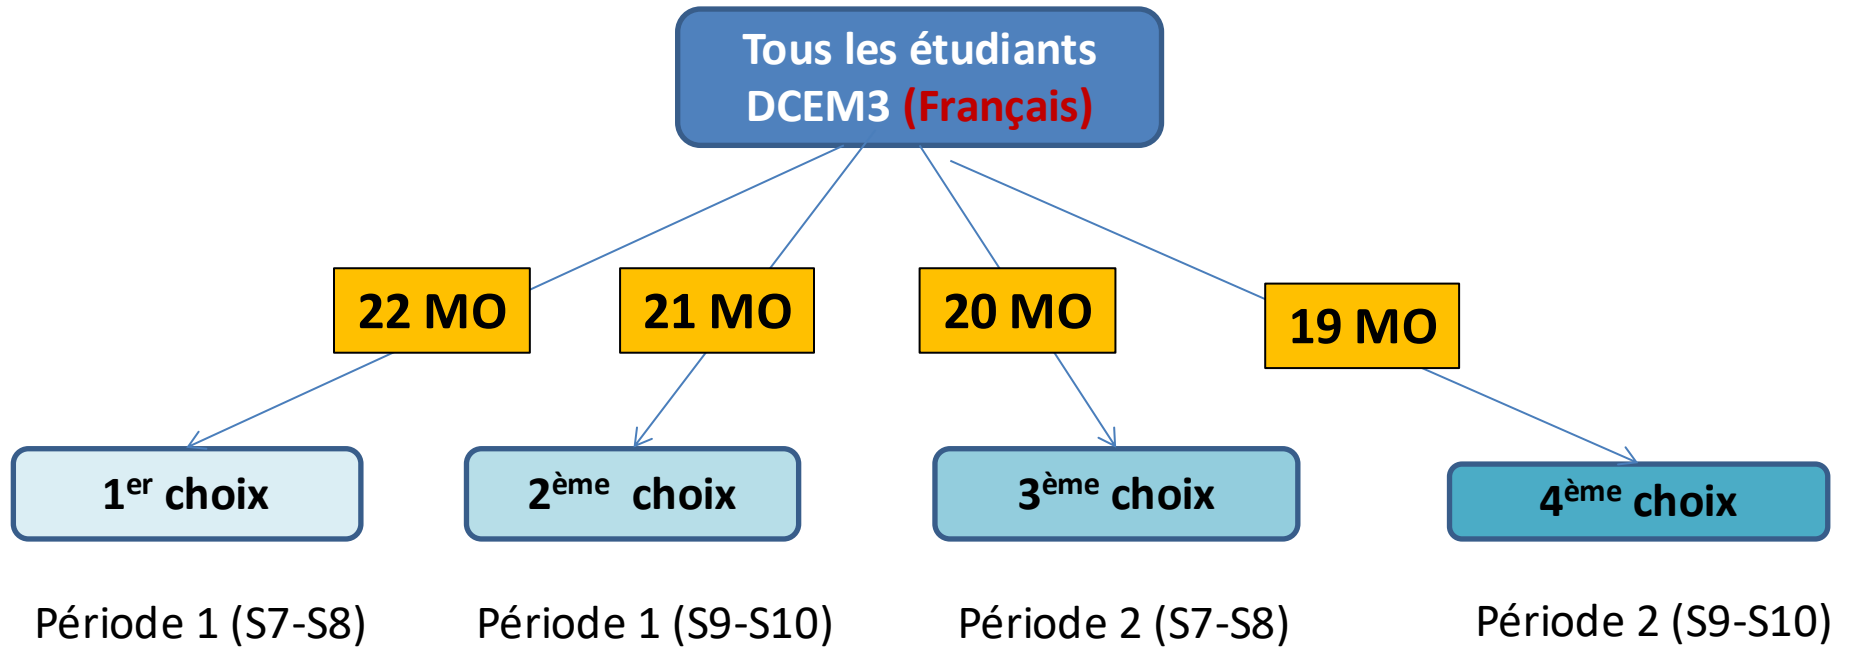 Tous les étudiants
DCEM3 (Français)
22 MO
21 MO
20 MO
19 MO
1er choix
2ème choix
3ème choix
4ème choix
Période 1 (S7-S8)
Période 1 (S9-S10)
Période 2 (S7-S8)
Période 2 (S9-S10)